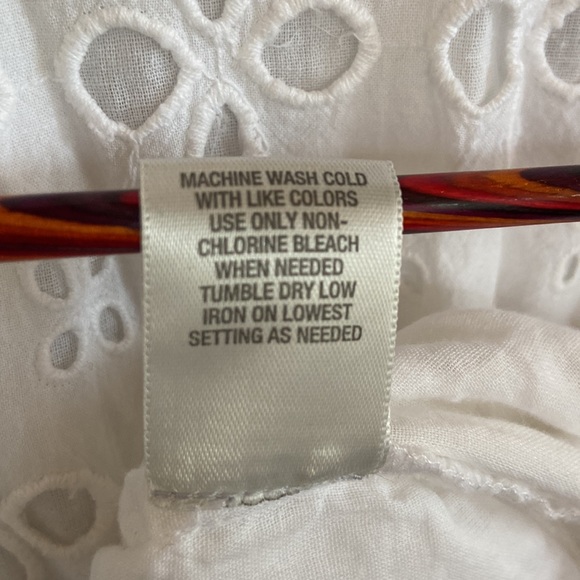 MACHINE WASH COLD
WITH LIKE COLORS
USE ONLY NON-
CHLORINE BLEACH
WHEN NEEDED
TUMBLE DRY LOW
IRON ON LOWEST
SETTING AS NEEDED